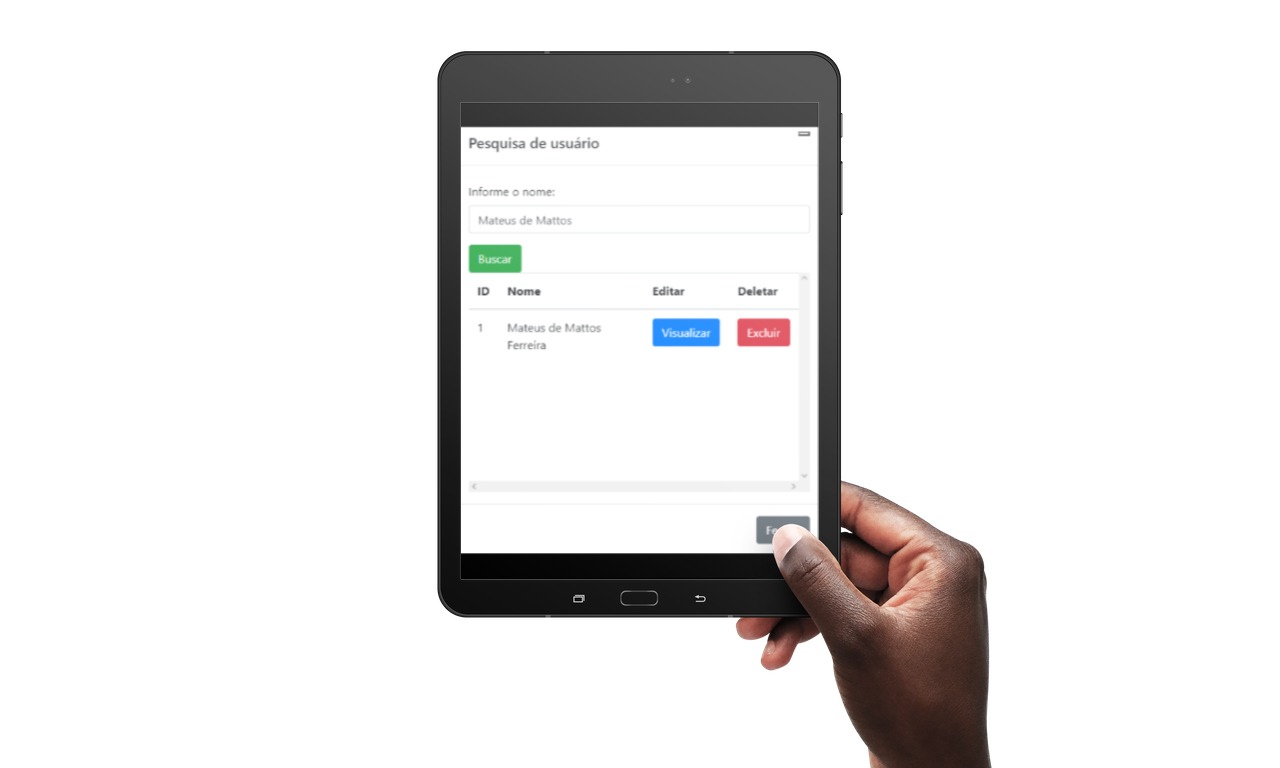 Pesquisa de usuário
Informe o nome:
Mateus de Mattos
Buscar
ID Nome Editar Deletar
1 Mateus de Mattos Visualizar Excluir
Ferreira